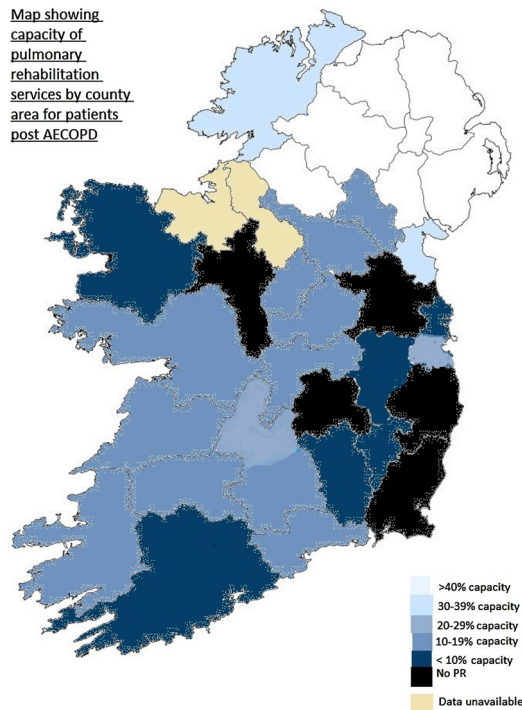 Map showing
capacity of
pulmonary
rehabilitation
services by county
area for patients
post AECOPD
>40% capacity
30-39% capacity
20-29% capacity
10-19% capacity
< 10% capacity
No PR
Data unavailable